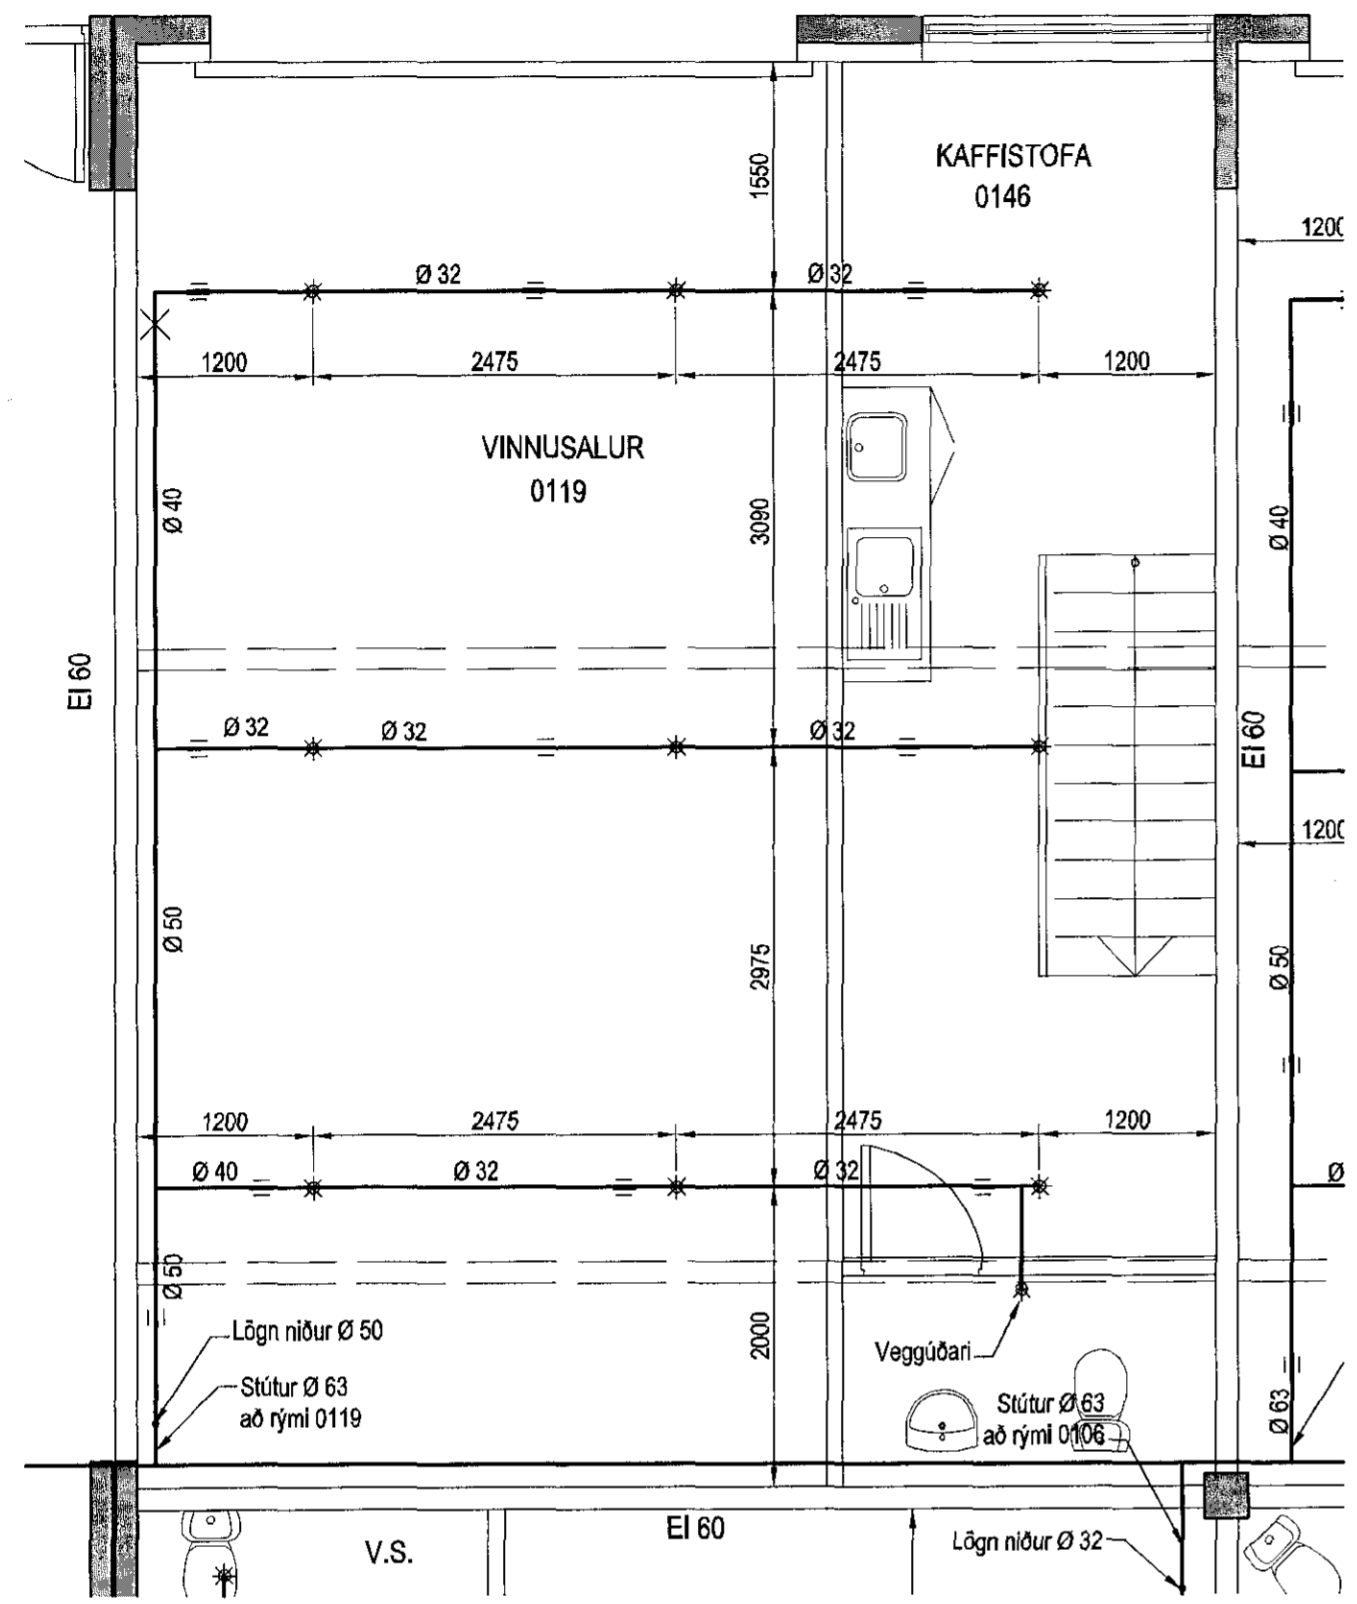 KAFFISTOFA
0146
1550
1200
Ø 32
Ø 32
1200
2475
2475
1200
VINNUSALUR
0119
Ø 40
3090
Ø 40
EI 60
Ø 32
Ø 32
Ø 32
EI 60
1200
Ø 50
2975
Ø 50
1200
2475
2475
1200
Ø 40
Ø 32
Ø 32
Ø
Ø 50
Lögn niður Ø 50
2000
Veggúðari
Stútur Ø 63
að rými 0119
Stútur Ø 63
að rými 0106
Ø 63
V.S.
EI 60
Lögn niður Ø 32